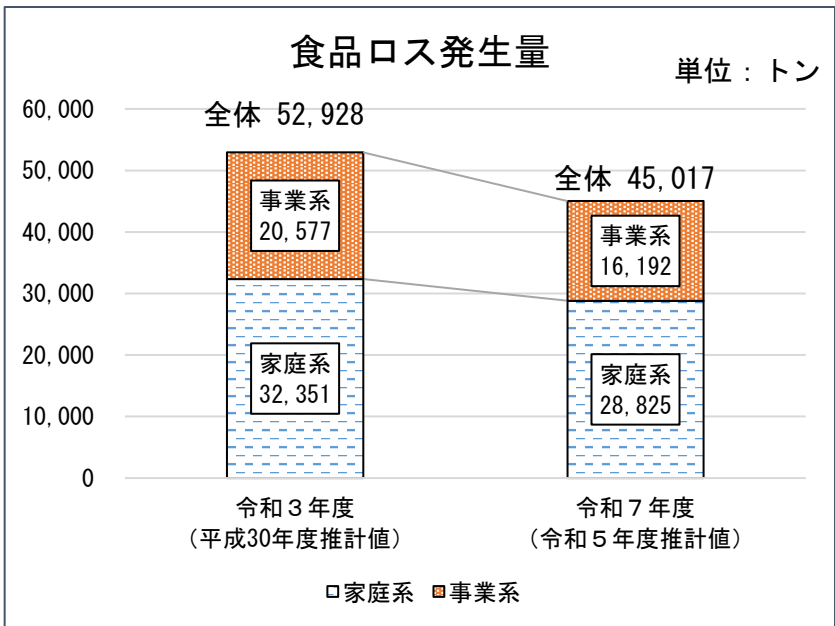 食品ロス発生量
単位：トン
60,000
50,000
40,000
30,000
20,000
10,000
0
全体 52,928
事業系
20,577
家庭系
32,351
全体 45,017
事業系
16,192
家庭系
28,825
令和３年度
（平成30年度推計値）
令和７年度
（令和５年度推計値）
家庭系 事業系